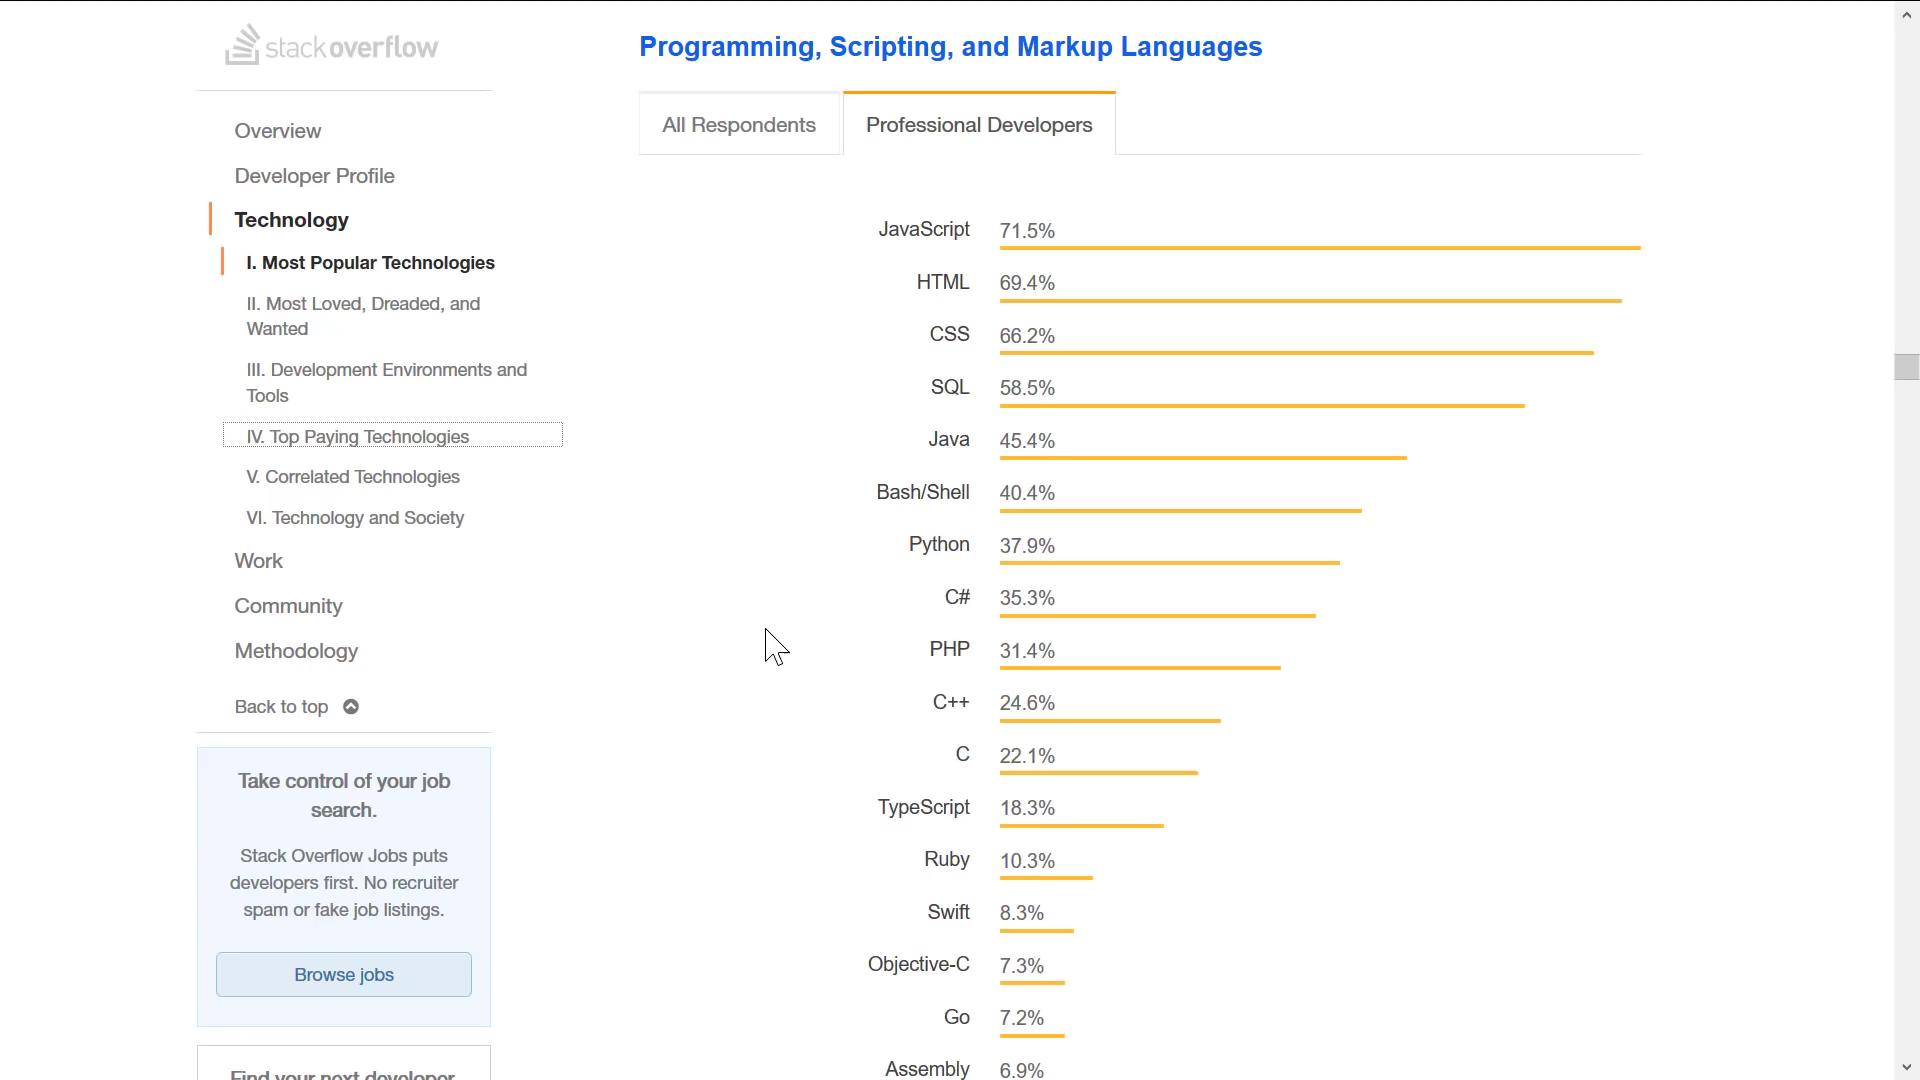 stackoverflow
Overview
Developer Profile
Technology
I. Most Popular Technologies
II. Most Loved, Dreaded, and
Wanted
III. Development Environments and
Tools
IV. Top Paying Technologies
V. Correlated Technologies
VI. Technology and Society
Work
Community
Methodology
Back to top
Take control of your job
search.
Stack Overflow Jobs puts
developers first. No recruiter
spam or fake job listings.
Browse jobs
Find your next developer
Programming, Scripting, and Markup Languages
All Respondents
Professional Developers
JavaScript 71.5%
HTML 69.4%
CSS 66.2%
SQL 58.5%
Java 45.4%
Bash/Shell 40.4%
Python 37.9%
C# 35.3%
PHP 31.4%
C++ 24.6%
C 22.1%
TypeScript 18.3%
Ruby 10.3%
Swift 8.3%
Objective-C 7.3%
Go 7.2%
Assembly 6.9%